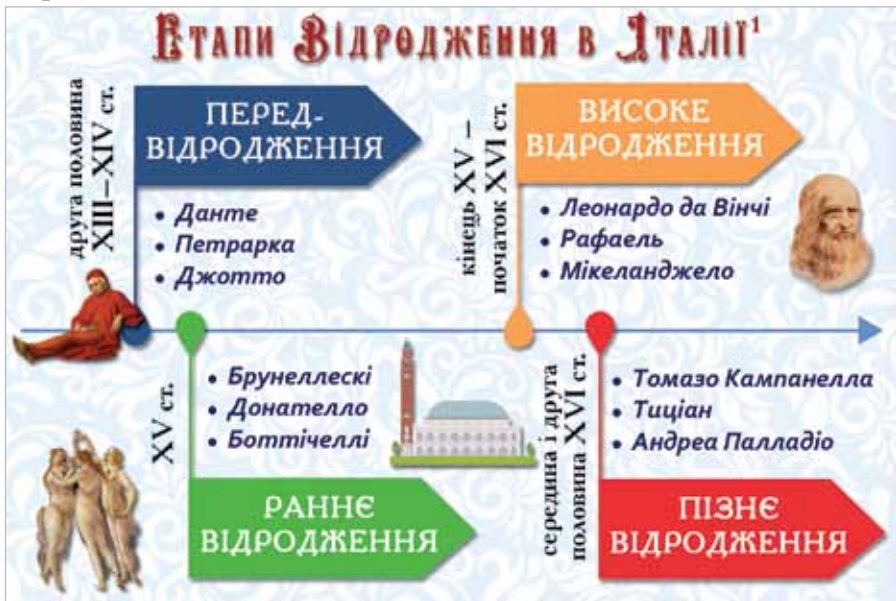 Етапи Відродження в Італії¹
друга половина
XIII–XIV ст.
ПЕРЕД-
ВІДРОДЖЕННЯ
• Данте
• Петрарка
• Джотто
кінець XV –
початок XVI ст.
ВИСОКЕ
ВІДРОДЖЕННЯ
• Леонардо да Вінчі
• Рафаель
• Мікеланджело
XV ст.
• Брунеллескі
• Донателло
• Боттічеллі
РАННЄ
ВІДРОДЖЕННЯ
середина і друга
половина XVI ст.
• Томазо Кампанелла
• Тиціан
• Андреа Палладіо
ПІЗНЄ
ВІДРОДЖЕННЯ